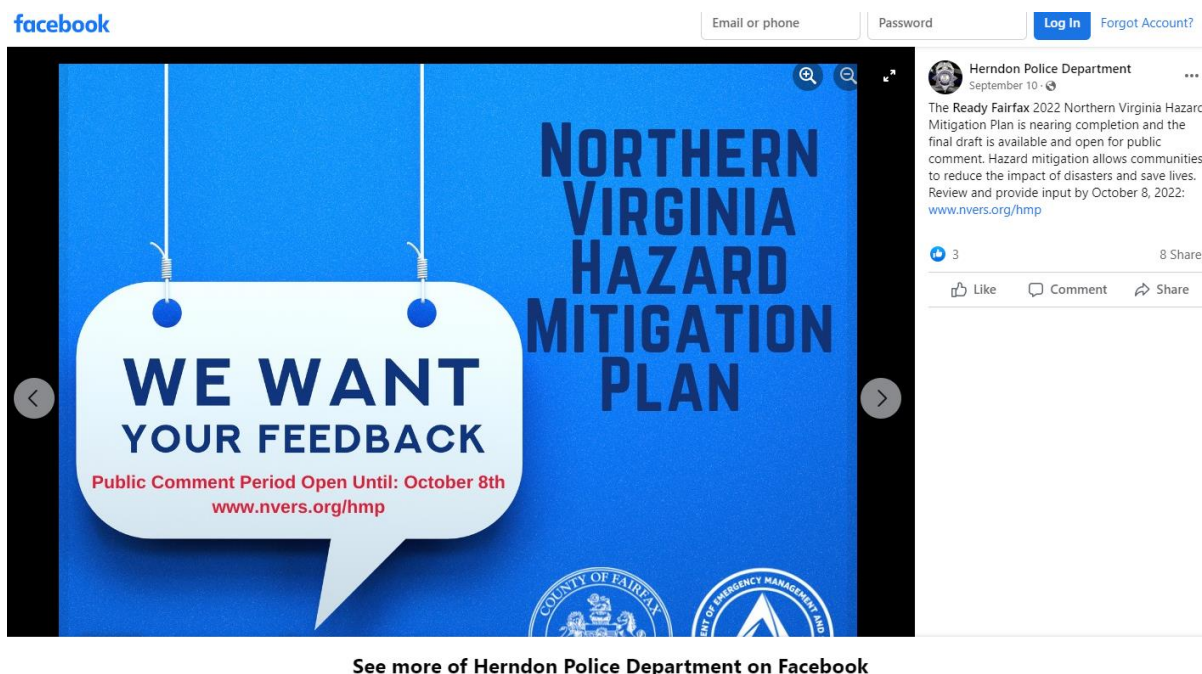 facebook
Email or phone
Password
Log In
Forgot Account?
NORTHERN
VIRGINIA
HAZARD
MITIGATION
PLAN
WE WANT
YOUR FEEDBACK
Public Comment Period Open Until: October 8th
www.nvers.org/hmp
COUNTY OF FAIRFAX
OF EMERGENCY MANAGEMENT AND
Herndon Police Department
September 10 ·
The Ready Fairfax 2022 Northern Virginia Hazard
Mitigation Plan is nearing completion and the
final draft is available and open for public
comment. Hazard mitigation allows communities
to reduce the impact of disasters and save lives.
Review and provide input by October 8, 2022:
www.nvers.org/hmp
3
8 Share
Like
Comment
Share
See more of Herndon Police Department on Facebook